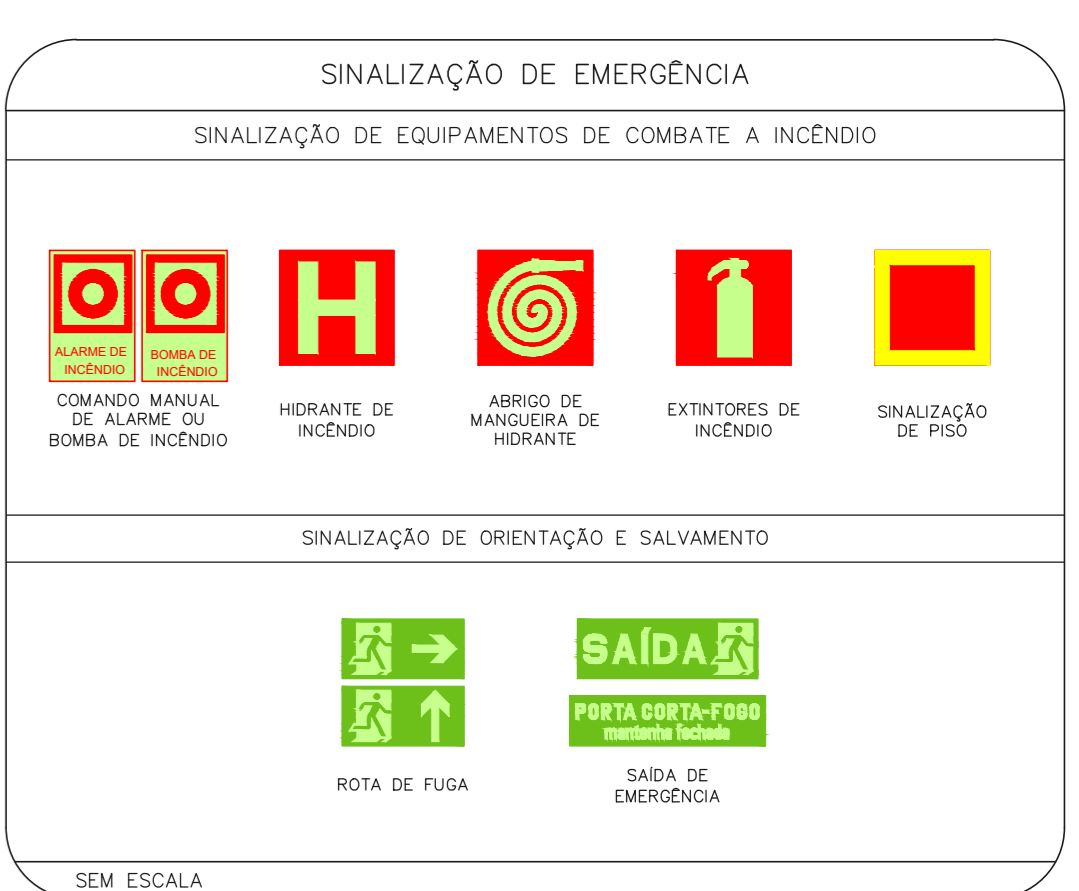 SINALIZAÇÃO DE EMERGÊNCIA
SINALIZAÇÃO DE EQUIPAMENTOS DE COMBATE A INCÊNDIO
ALARME DE
INCÊNDIO
BOMBA DE
INCÊNDIO
COMANDO MANUAL
DE ALARME OU
BOMBA DE INCÊNDIO
H
HIDRANTE DE
INCÊNDIO
ABRIGO DE
MANGUEIRA DE
HIDRANTE
EXTINTORES DE
INCÊNDIO
SINALIZAÇÃO
DE PISO
SINALIZAÇÃO DE ORIENTAÇÃO E SALVAMENTO
ROTA DE FUGA
SAÍDA
PORTA CORTA-FOGO
mantenha fechada
SAÍDA DE
EMERGÊNCIA
SEM ESCALA